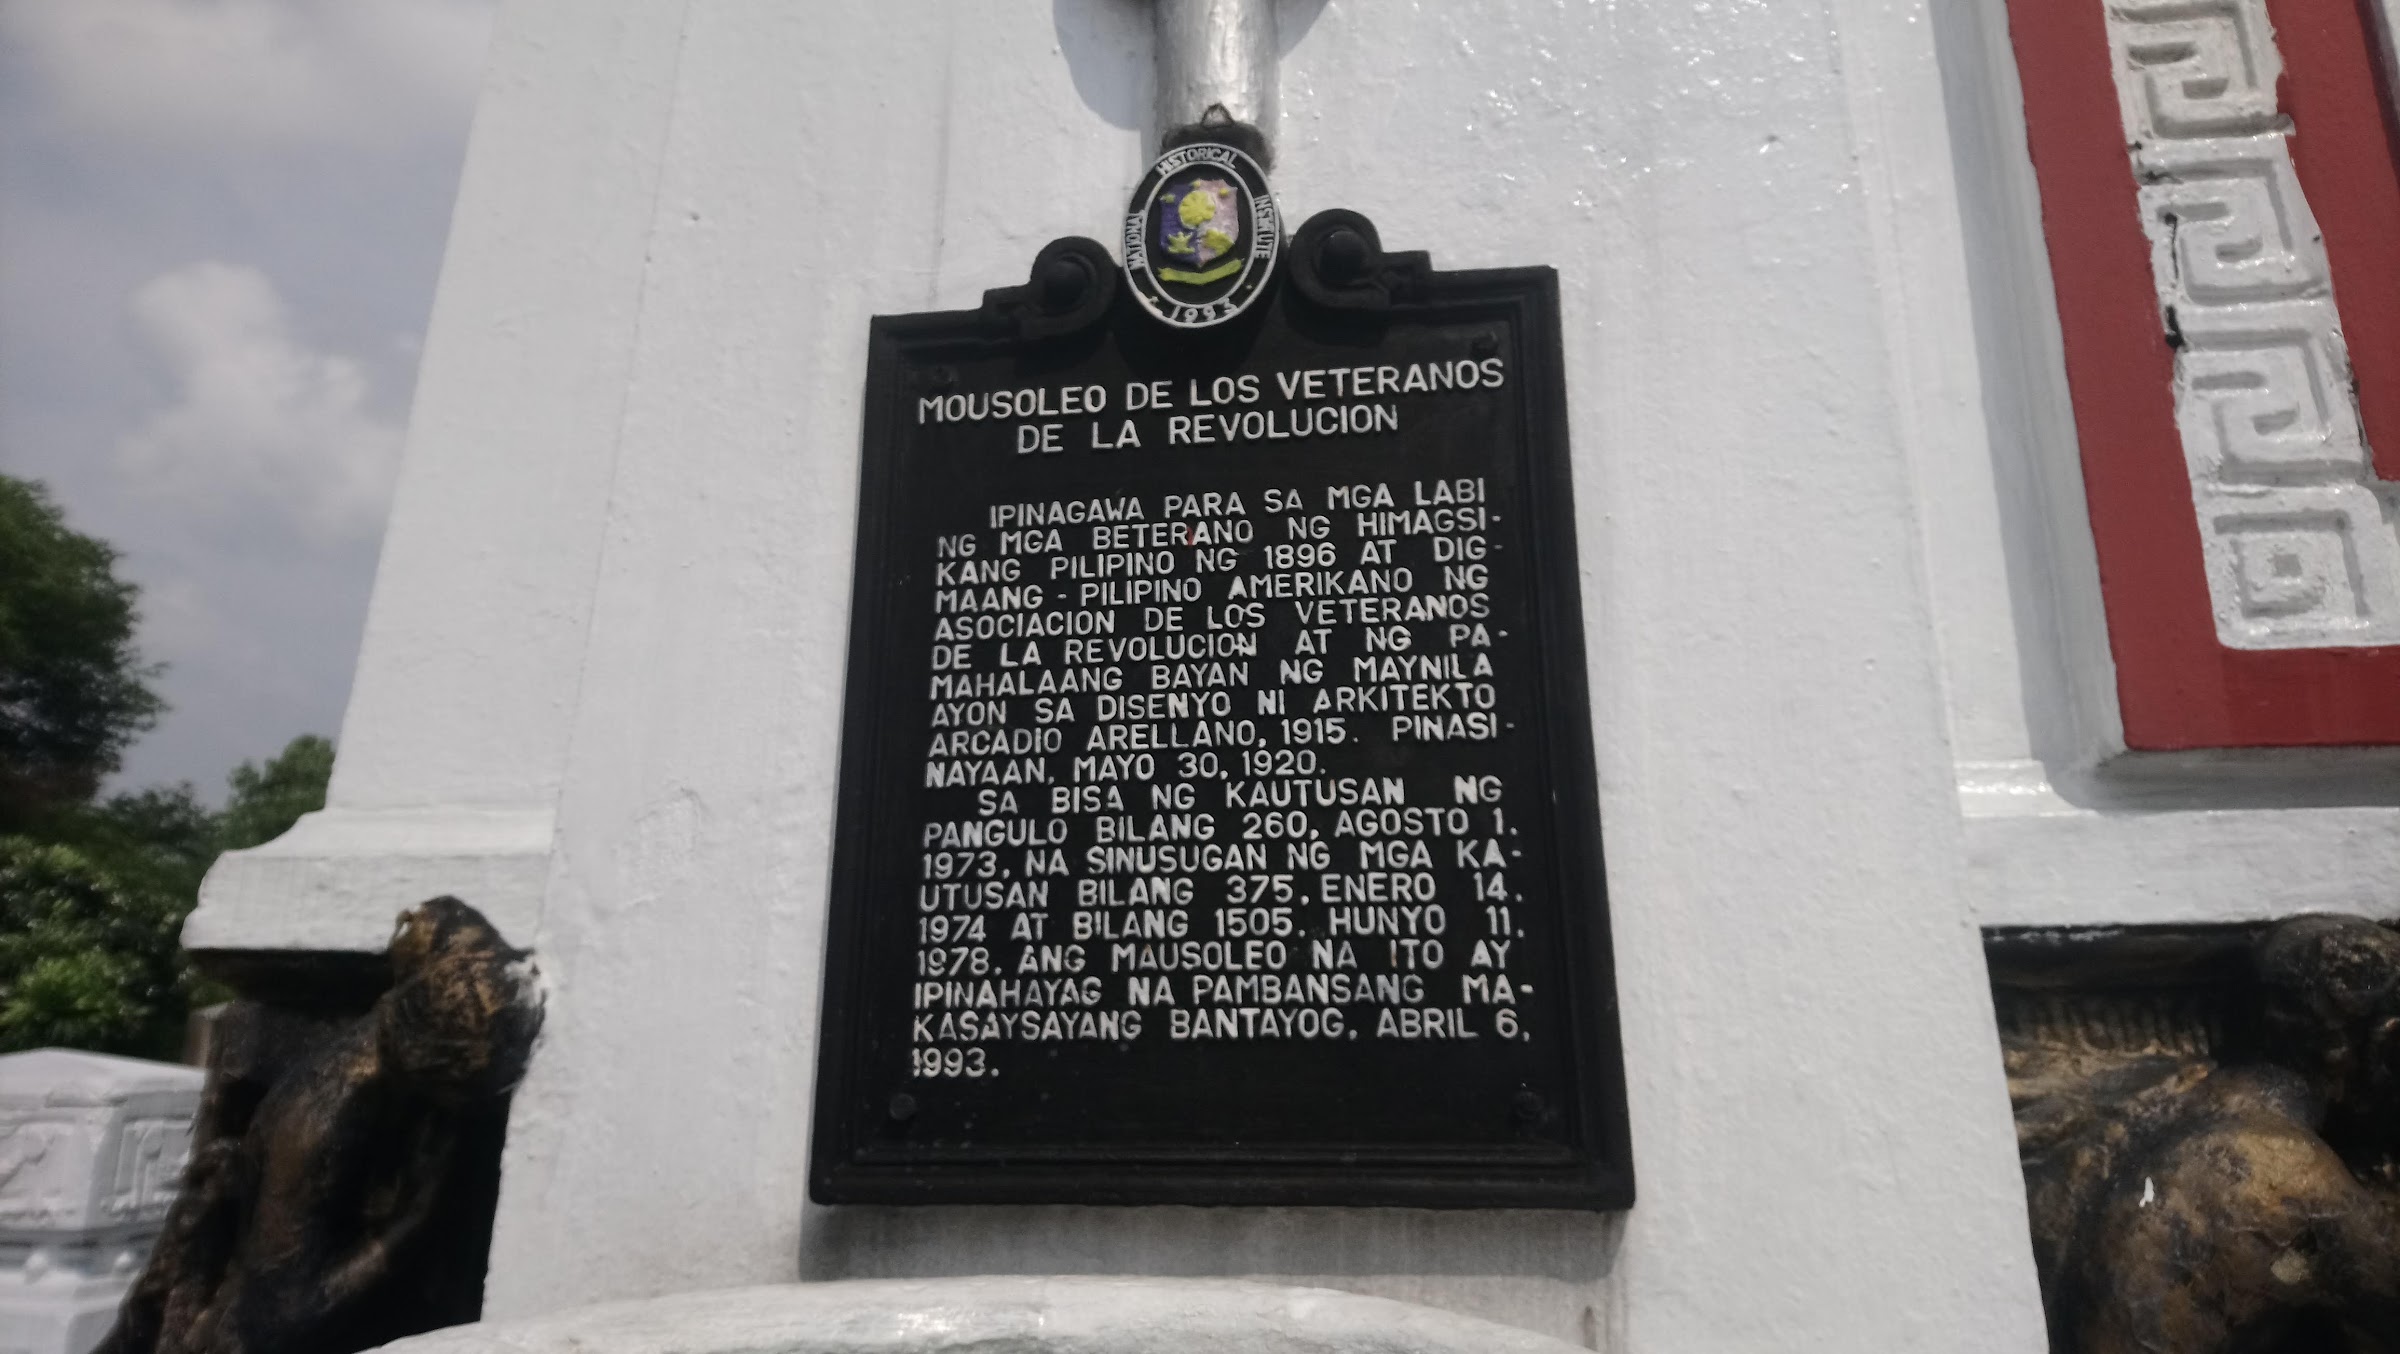 NATIONAL HISTORICAL INSTITUTE
1993
MOUSOLEO DE LOS VETERANOS
DE LA REVOLUCION
IPINAGAWA PARA SA MGA LABI
NG MGA BETERANO NG HIMAGSI-
KANG PILIPINO NG 1896 AT DIG-
MAANG-PILIPINO AMERIKANO NG
ASOCIACION DE LOS VETERANOS
DE LA REVOLUCION AT NG PA-
MAHALAANG BAYAN NG MAYNILA
AYON SA DISENYO NI ARKITEKTO
ARCADIO ARELLANO, 1915. PINASI-
NAYAAN, MAYO 30, 1920.
SA BISA NG KAUTUSAN NG
PANGULO BILANG 260, AGOSTO 1,
1973, NA SINUSUGAN NG MGA KA-
UTUSAN BILANG 375, ENERO 14,
1974 AT BILANG 1505, HUNYO 11,
1978, ANG MAUSOLEO NA ITO AY
IPINAHAYAG NA PAMBANSANG MA-
KASAYSAYANG BANTAYOG, ABRIL 6,
1993.